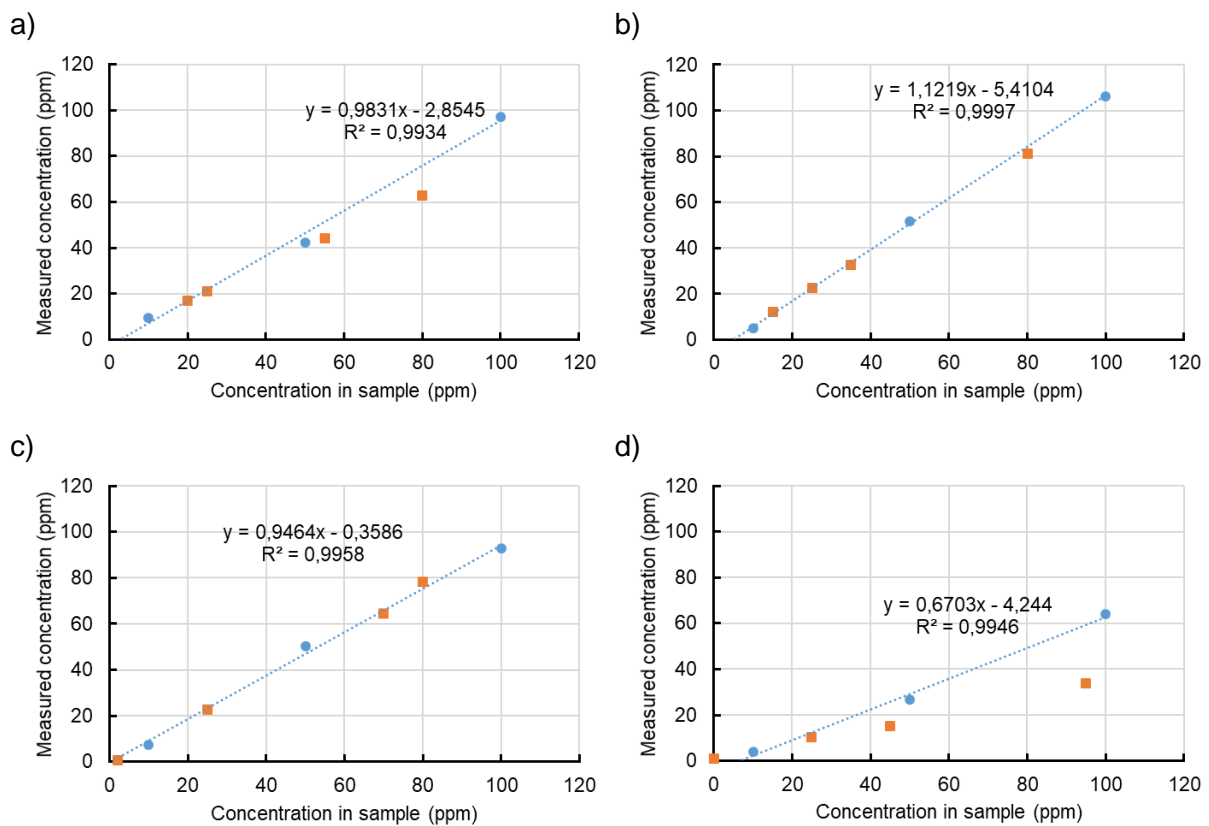 a)
120
100
80
60
40
20
0
Measured concentration (ppm)
y = 0,9831x - 2,8545
R² = 0,9934
0 20 40 60 80 100 120
Concentration in sample (ppm)
b)
120
100
80
60
40
20
0
Measured concentration (ppm)
y = 1,1219x - 5,4104
R² = 0,9997
0 20 40 60 80 100 120
Concentration in sample (ppm)
c)
120
100
80
60
40
20
0
Measured concentration (ppm)
y = 0,9464x - 0,3586
R² = 0,9958
0 20 40 60 80 100 120
Concentration in sample (ppm)
d)
120
100
80
60
40
20
0
Measured concentration (ppm)
y = 0,6703x - 4,244
R² = 0,9946
0 20 40 60 80 100 120
Concentration in sample (ppm)